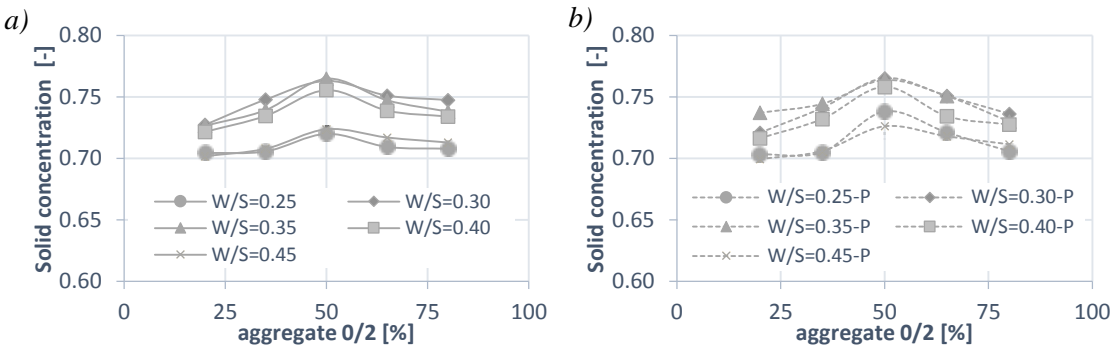 a)
0.80
0.75
0.70
0.65
0.60
Solid concentration [-]
W/S=0.25
W/S=0.30
W/S=0.35
W/S=0.40
W/S=0.45
0
25
50
75
100
aggregate 0/2 [%]
b)
0.80
0.75
0.70
0.65
0.60
Solid concentration [-]
W/S=0.25-P
W/S=0.30-P
W/S=0.35-P
W/S=0.40-P
W/S=0.45-P
0
25
50
75
100
aggregate 0/2 [%]